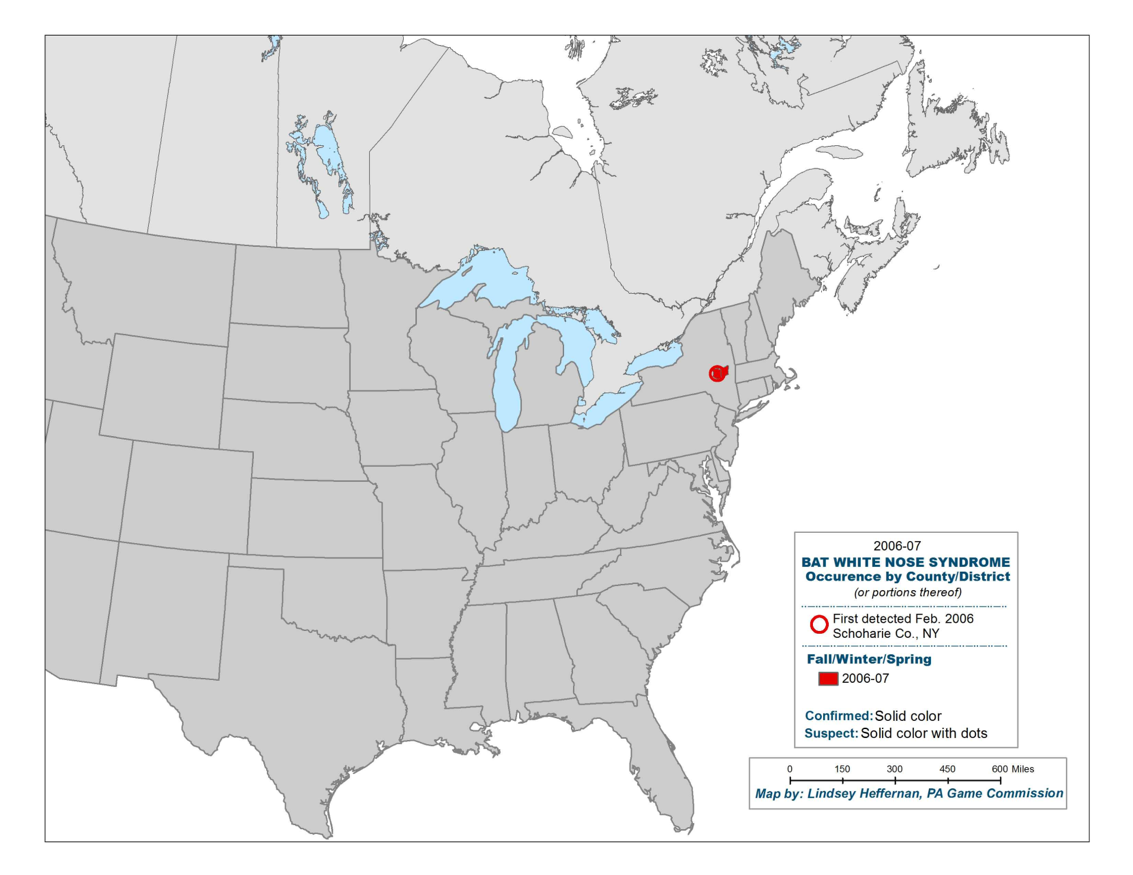 2006-07
BAT WHITE NOSE SYNDROME
Occurence by County/District
(or portions thereof)
First detected Feb. 2006
Schoharie Co., NY
Fall/Winter/Spring
2006-07
Confirmed: Solid color
Suspect: Solid color with dots
0 150 300 450 600 Miles
Map by: Lindsey Heffernan, PA Game Commission